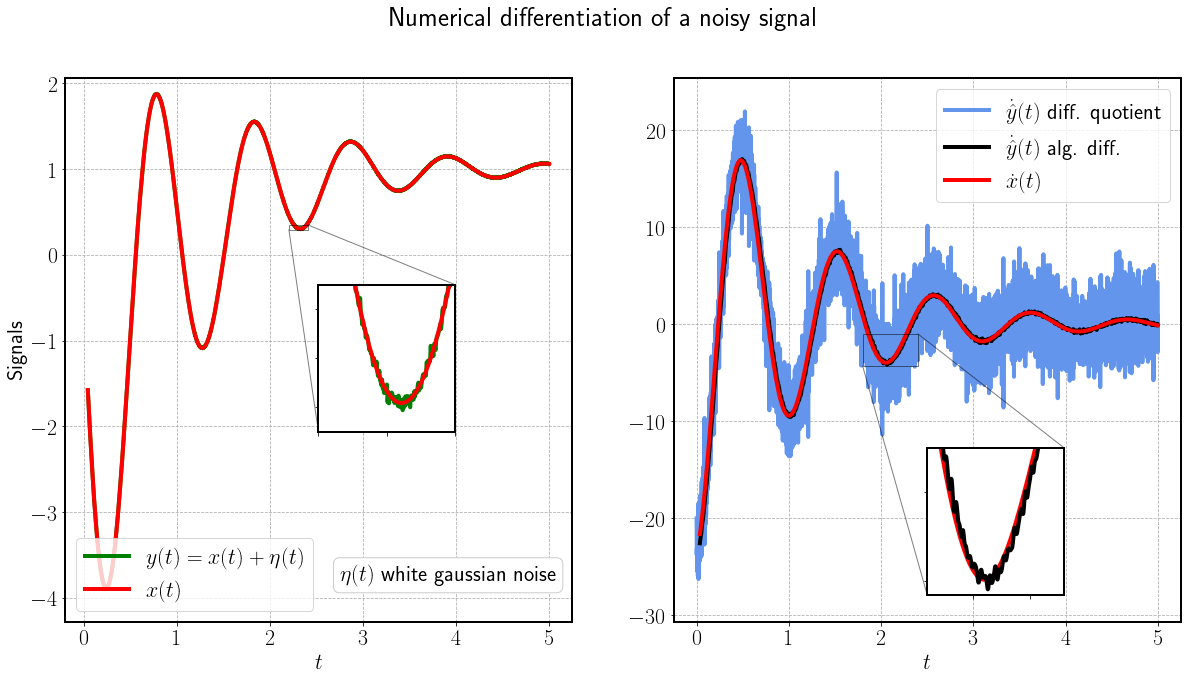 Numerical differentiation of a noisy signal
2
1
0
−1
−2
−3
−4
Signals
y(t) = x(t) + η(t)
x(t)
η(t) white gaussian noise
0 1 2 3 4 5
t
20
10
0
−10
−20
−30
ŷ̇(t) diff. quotient
ŷ̇(t) alg. diff.
ẋ(t)
0 1 2 3 4 5
t